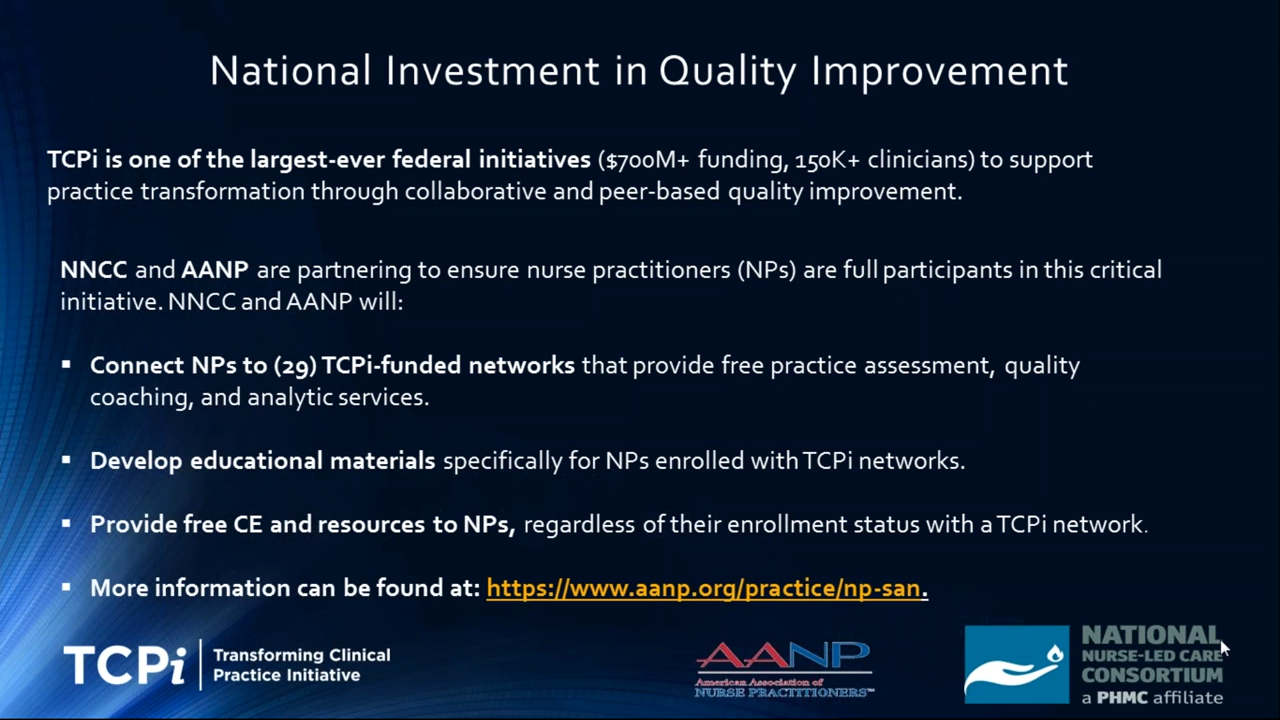 National Investment in Quality Improvement
TCPi is one of the largest-ever federal initiatives ($700M+ funding, 150K+ clinicians) to support
practice transformation through collaborative and peer-based quality improvement.
NNCC and AANP are partnering to ensure nurse practitioners (NPs) are full participants in this critical
initiative. NNCC and AANP will:
▪ Connect NPs to (29) TCPi-funded networks that provide free practice assessment, quality
coaching, and analytic services.
▪ Develop educational materials specifically for NPs enrolled with TCPi networks.
▪ Provide free CE and resources to NPs, regardless of their enrollment status with a TCPi network.
▪ More information can be found at: https://www.aanp.org/practice/np-san.
TCPi
Transforming Clinical
Practice Initiative
AANP
American Association of
NURSE PRACTITIONERS™
NATIONAL
NURSE-LED CARE
CONSORTIUM
a PHMC affiliate